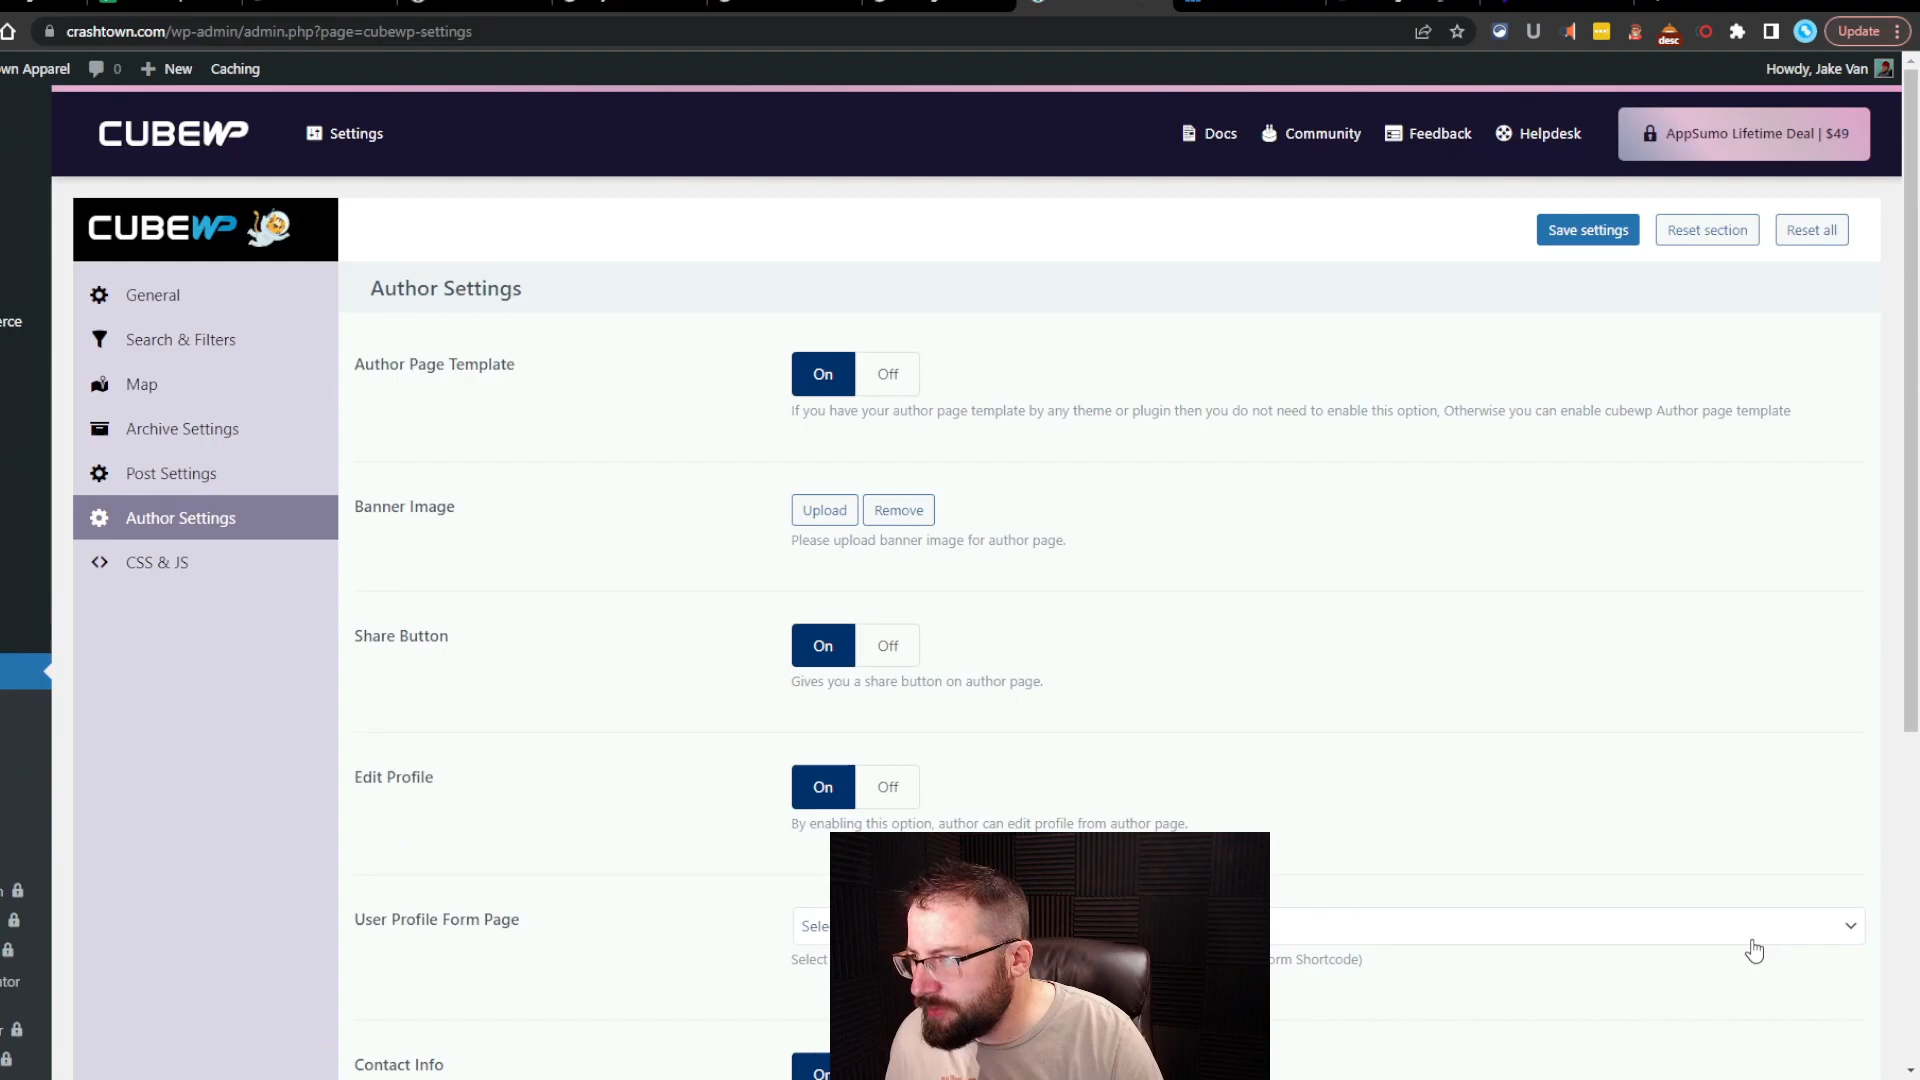 crashtown.com/wp-admin/admin.php?page=cubewp-settings
desc
Update
wn Apparel
0
New
Caching
Howdy, Jake Van
CUBEWP
Settings
Docs
Community
Feedback
Helpdesk
AppSumo Lifetime Deal | $49
CUBEWP
Save settings
Reset section
Reset all
General
Search & Filters
Map
Archive Settings
Post Settings
Author Settings
CSS & JS
erce
tor
Author Settings
Author Page Template
On
Off
If you have your author page template by any theme or plugin then you do not need to enable this option, Otherwise you can enable cubewp Author page template
Banner Image
Upload
Remove
Please upload banner image for author page.
Share Button
On
Off
Gives you a share button on author page.
Edit Profile
On
Off
By enabling this option, author can edit profile from author page.
User Profile Form Page
Sele
Select
orm Shortcode)
Contact Info
On